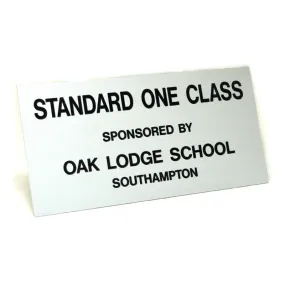 STANDARD ONE CLASS
SPONSORED BY
OAK LODGE SCHOOL
SOUTHAMPTON